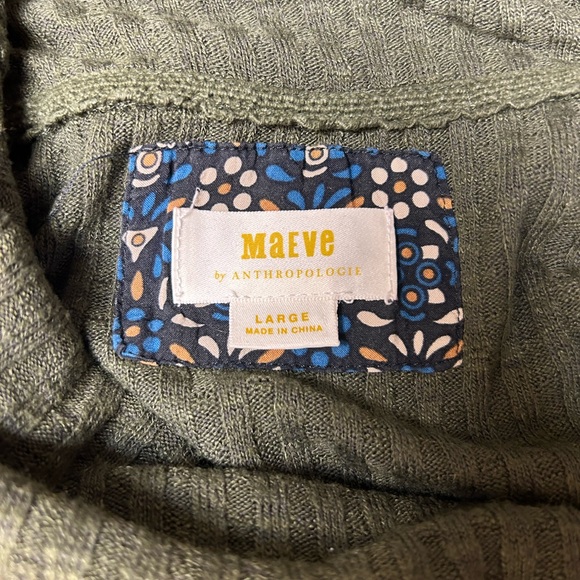 MaEve
by ANTHROPOLOGIE
LARGE
MADE IN CHINA